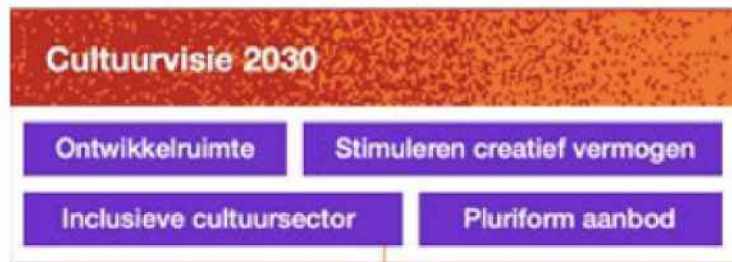 Cultuurvisie 2030
Ontwikkelruimte
Stimuleren creatief vermogen
Inclusieve cultuursector
Pluriform aanbod